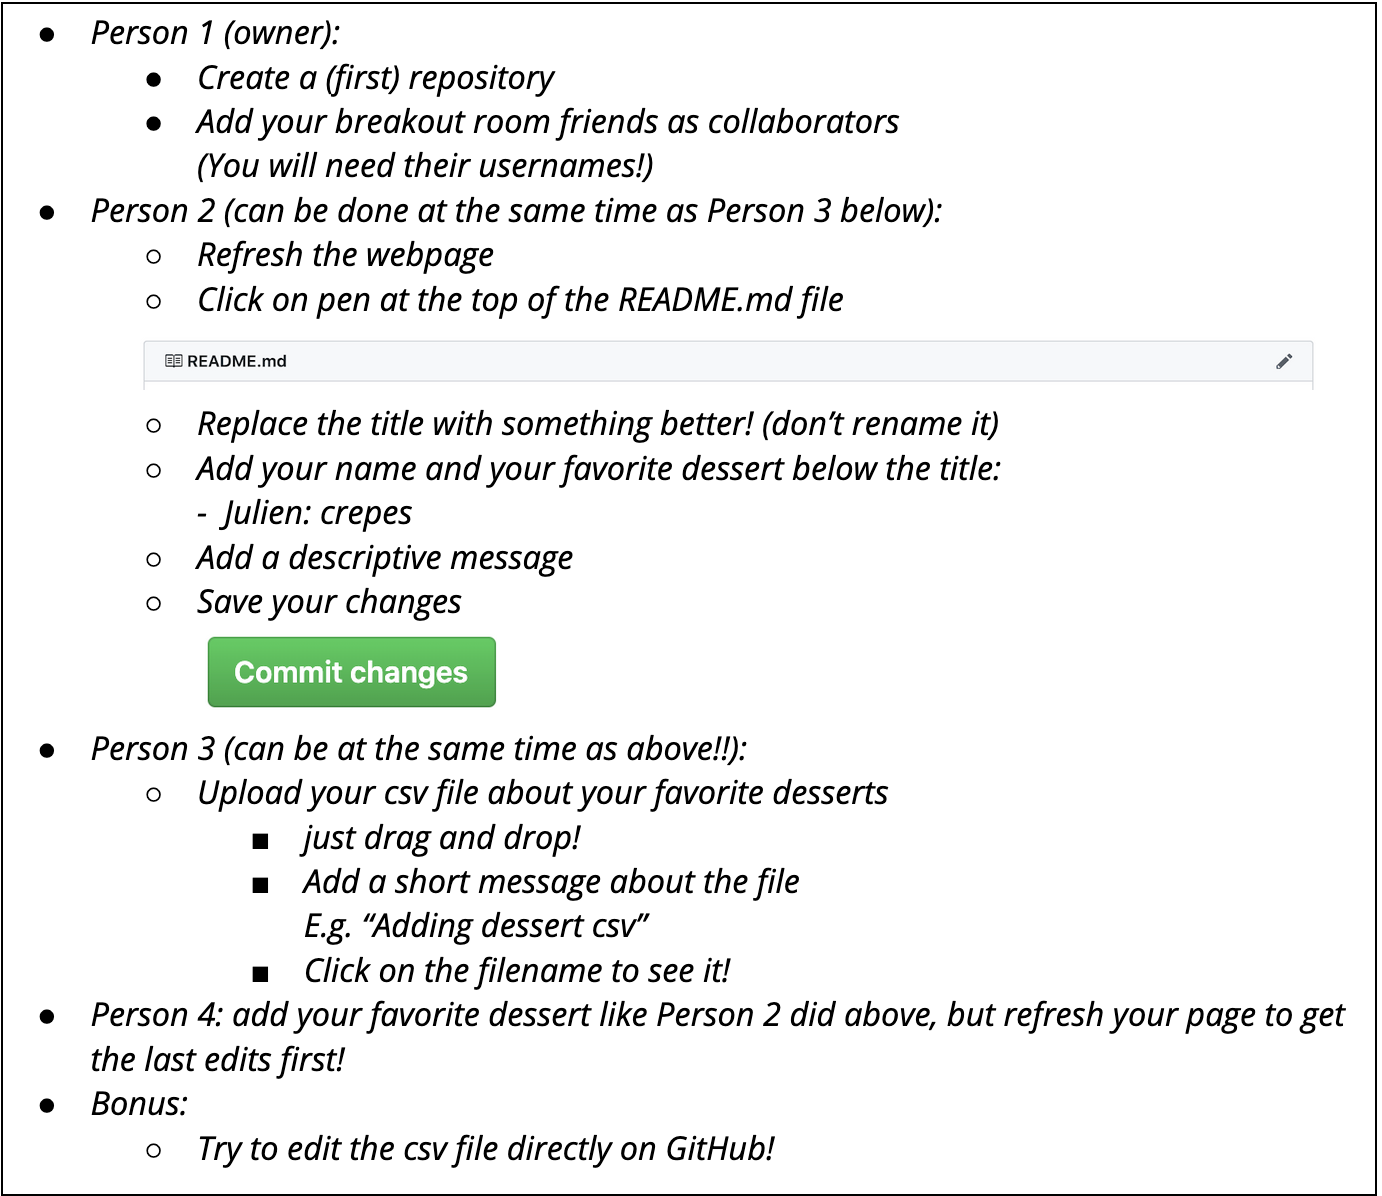 ● Person 1 (owner):
● Create a (first) repository
● Add your breakout room friends as collaborators
(You will need their usernames!)
● Person 2 (can be done at the same time as Person 3 below):
○ Refresh the webpage
○ Click on pen at the top of the README.md file
README.md
○ Replace the title with something better! (don’t rename it)
○ Add your name and your favorite dessert below the title:
- Julien: crepes
○ Add a descriptive message
○ Save your changes
Commit changes
● Person 3 (can be at the same time as above!!):
○ Upload your csv file about your favorite desserts
■ just drag and drop!
■ Add a short message about the file
E.g. “Adding dessert csv”
■ Click on the filename to see it!
● Person 4: add your favorite dessert like Person 2 did above, but refresh your page to get
the last edits first!
● Bonus:
○ Try to edit the csv file directly on GitHub!